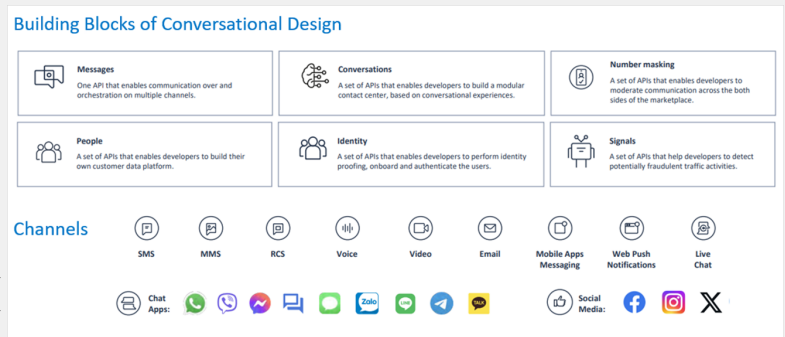 Building Blocks of Conversational Design
Messages
One API that enables communication over and
orchestration on multiple channels.
Conversations
A set of APIs that enables developers to build a modular
contact center, based on conversational experiences.
Number masking
A set of APIs that enables developers to
moderate communication across the both
sides of the marketplace.
People
A set of APIs that enables developers to build their
own customer data platform.
Identity
A set of APIs that enables developers to perform identity
proofing, onboard and authenticate the users.
Signals
A set of APIs that help developers to detect
potentially fraudulent traffic activities.
Channels
SMS
MMS
RCS
Voice
Video
Email
Mobile Apps
Messaging
Web Push
Notifications
Live
Chat
Chat
Apps:
Zalo
LINE
TALK
Social
Media: